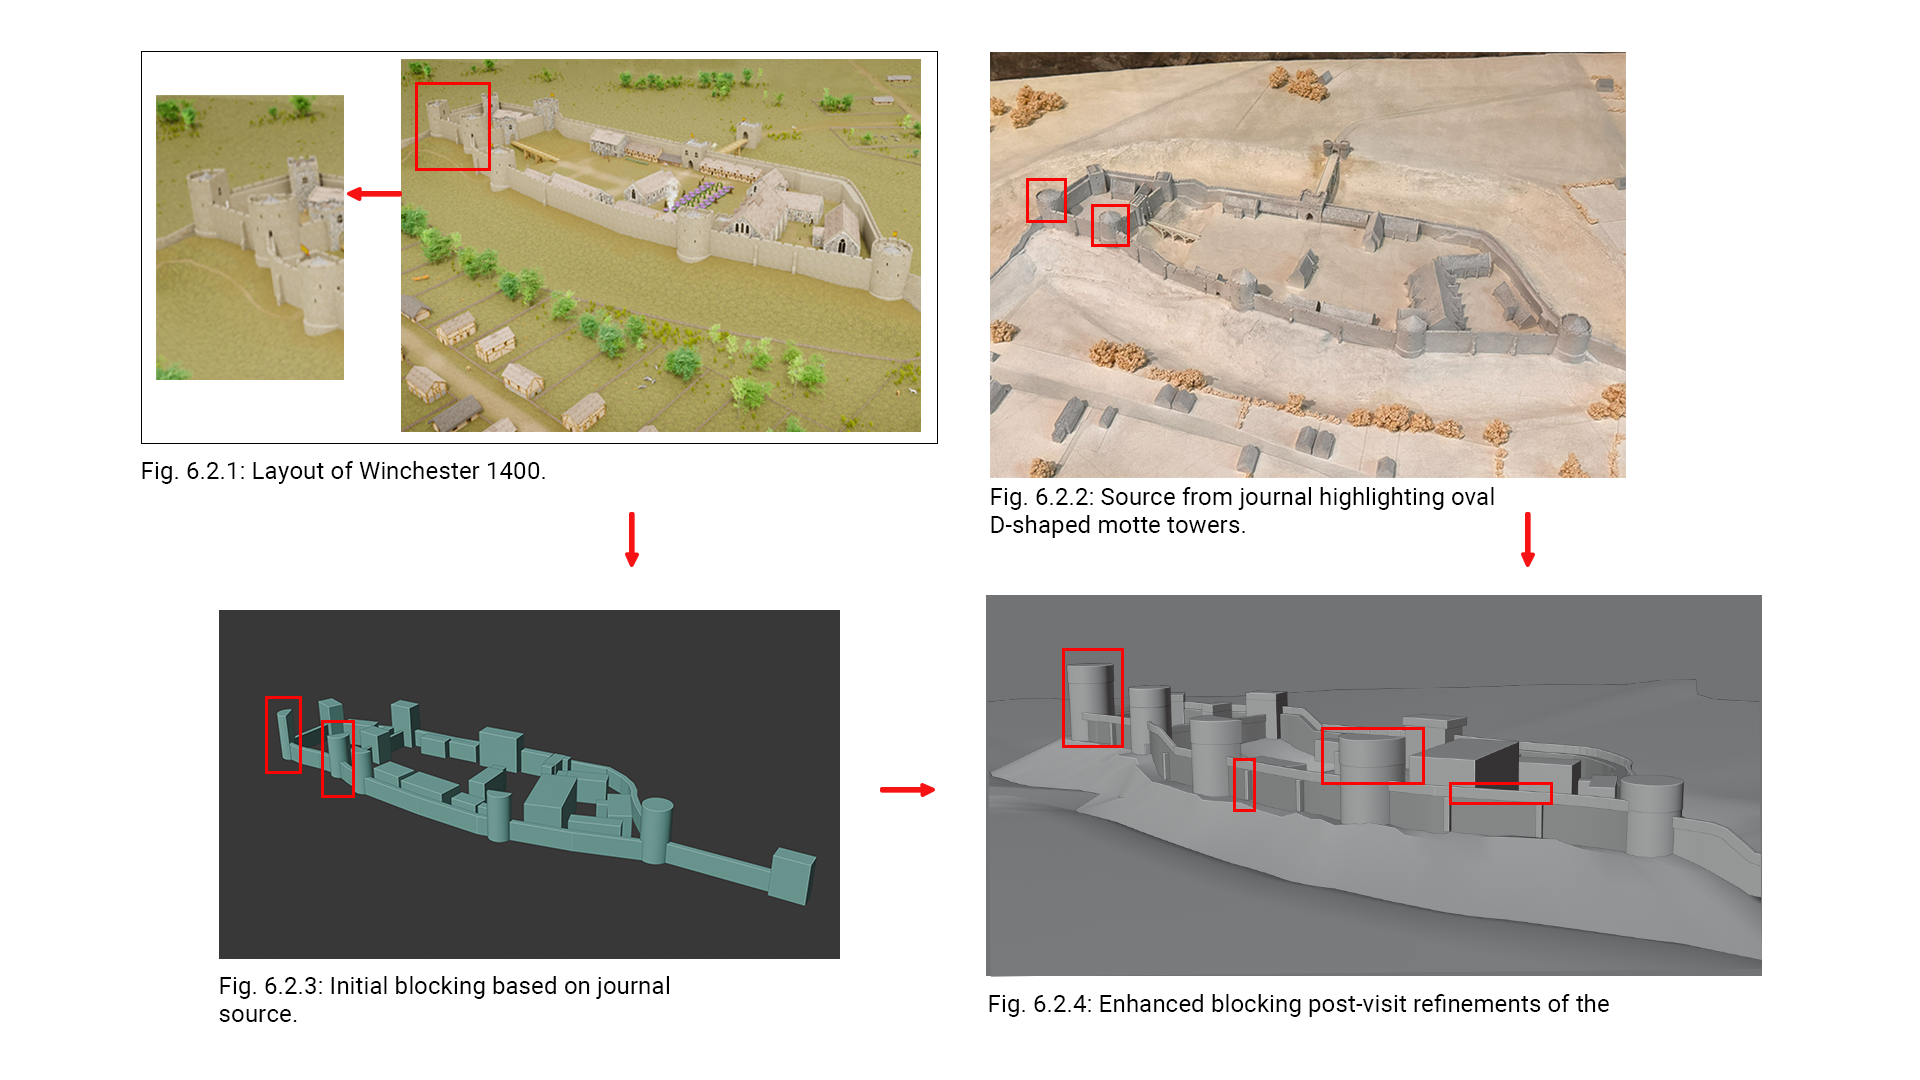 Fig. 6.2.1: Layout of Winchester 1400.
Fig. 6.2.2: Source from journal highlighting oval
D-shaped motte towers.
Fig. 6.2.3: Initial blocking based on journal
source.
Fig. 6.2.4: Enhanced blocking post-visit refinements of the